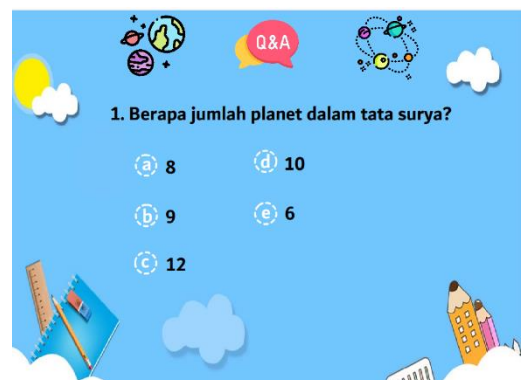 Q&A
1. Berapa jumlah planet dalam tata surya?
a 8
b 9
c 12
d 10
e 6